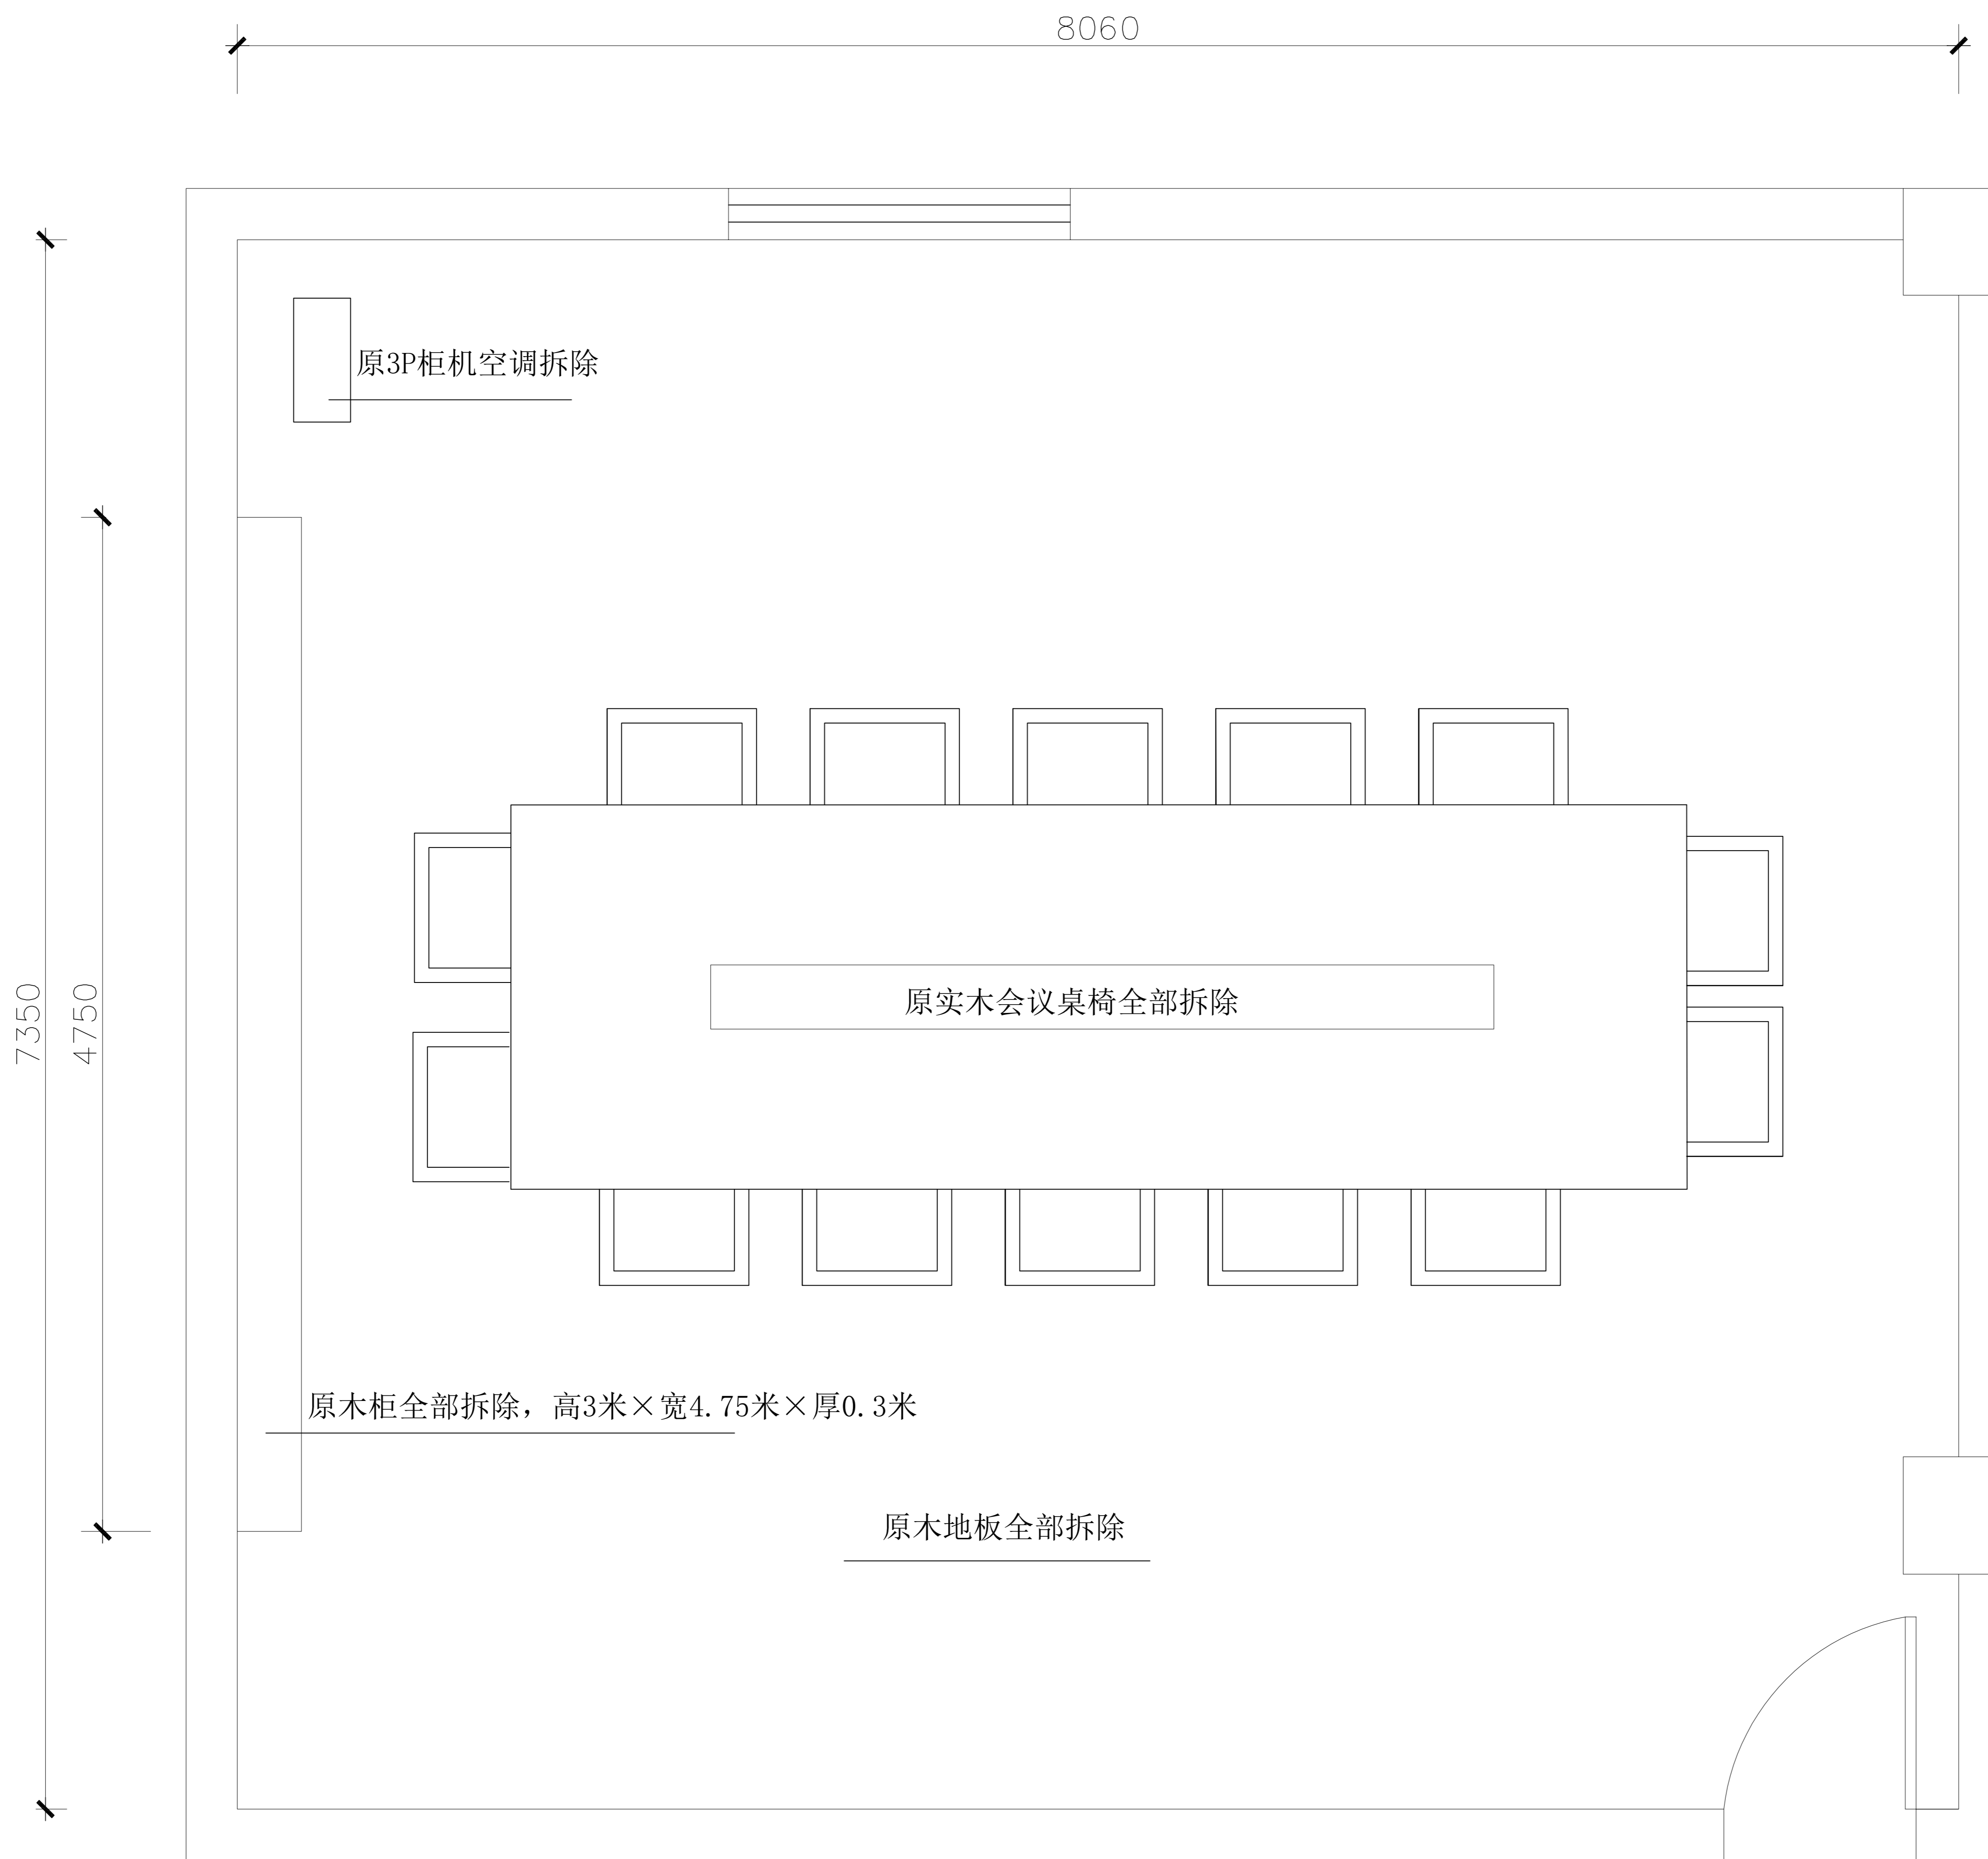 8060
原3P柜机空调拆除
7350
4750
原实木会议桌椅全部拆除
原木柜全部拆除，高3米×宽4.75米×厚0.3米
原木地板全部拆除